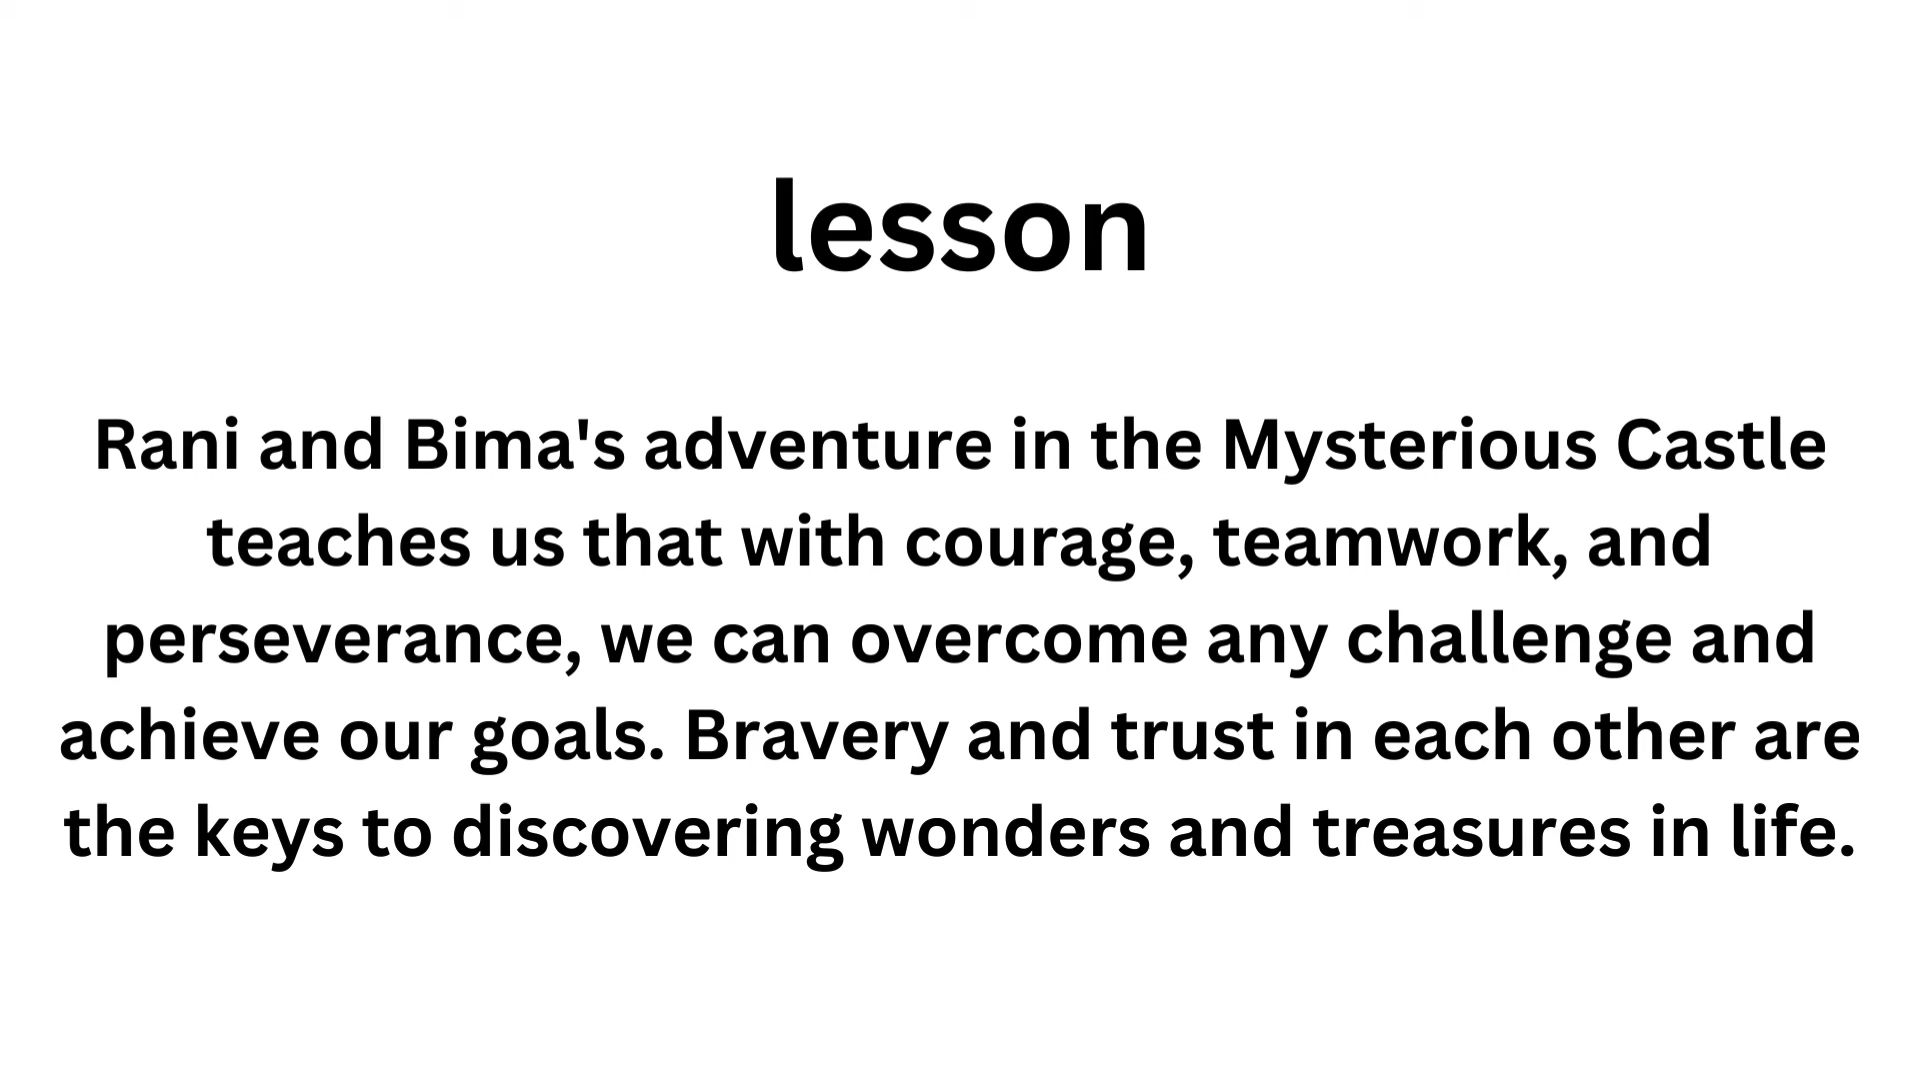 lesson
Rani and Bima's adventure in the Mysterious Castle
teaches us that with courage, teamwork, and
perseverance, we can overcome any challenge and
achieve our goals. Bravery and trust in each other are
the keys to discovering wonders and treasures in life.